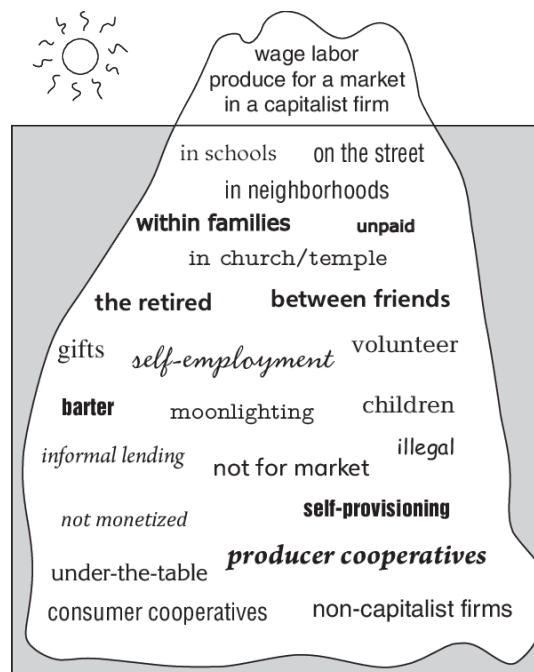 wage labor
produce for a market
in a capitalist firm
in schools
on the street
in neighborhoods
within families
unpaid
in church/temple
the retired
between friends
gifts
self-employment
volunteer
barter
moonlighting
children
informal lending
not for market
illegal
not monetized
self-provisioning
under-the-table
producer cooperatives
consumer cooperatives
non-capitalist firms